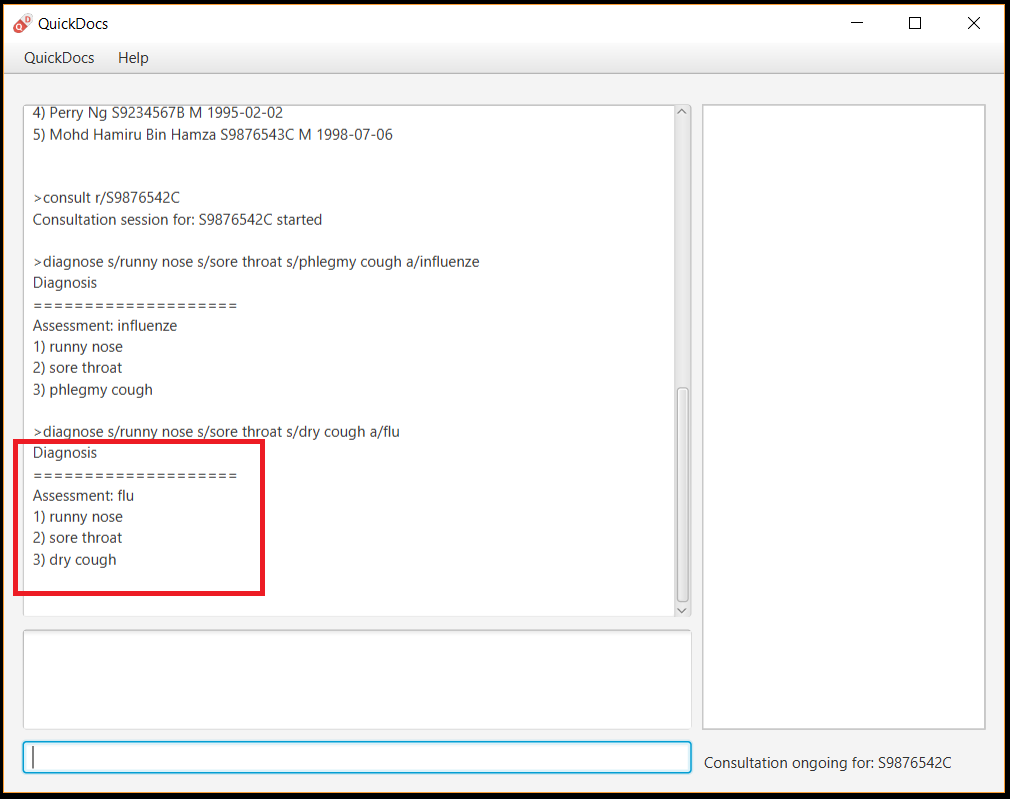 QuickDocs
QuickDocs Help
4) Perry Ng S9234567B M 1995-02-02
5) Mohd Hamiru Bin Hamza S9876543C M 1998-07-06
>consult r/S9876542C
Consultation session for: S9876542C started
>diagnose s/runny nose s/sore throat s/phlegmy cough a/influenze
Diagnosis
====================
Assessment: influenze
1) runny nose
2) sore throat
3) phlegmy cough
>diagnose s/runny nose s/sore throat s/dry cough a/flu
Diagnosis
====================
Assessment: flu
1) runny nose
2) sore throat
3) dry cough
Consultation ongoing for: S9876542C